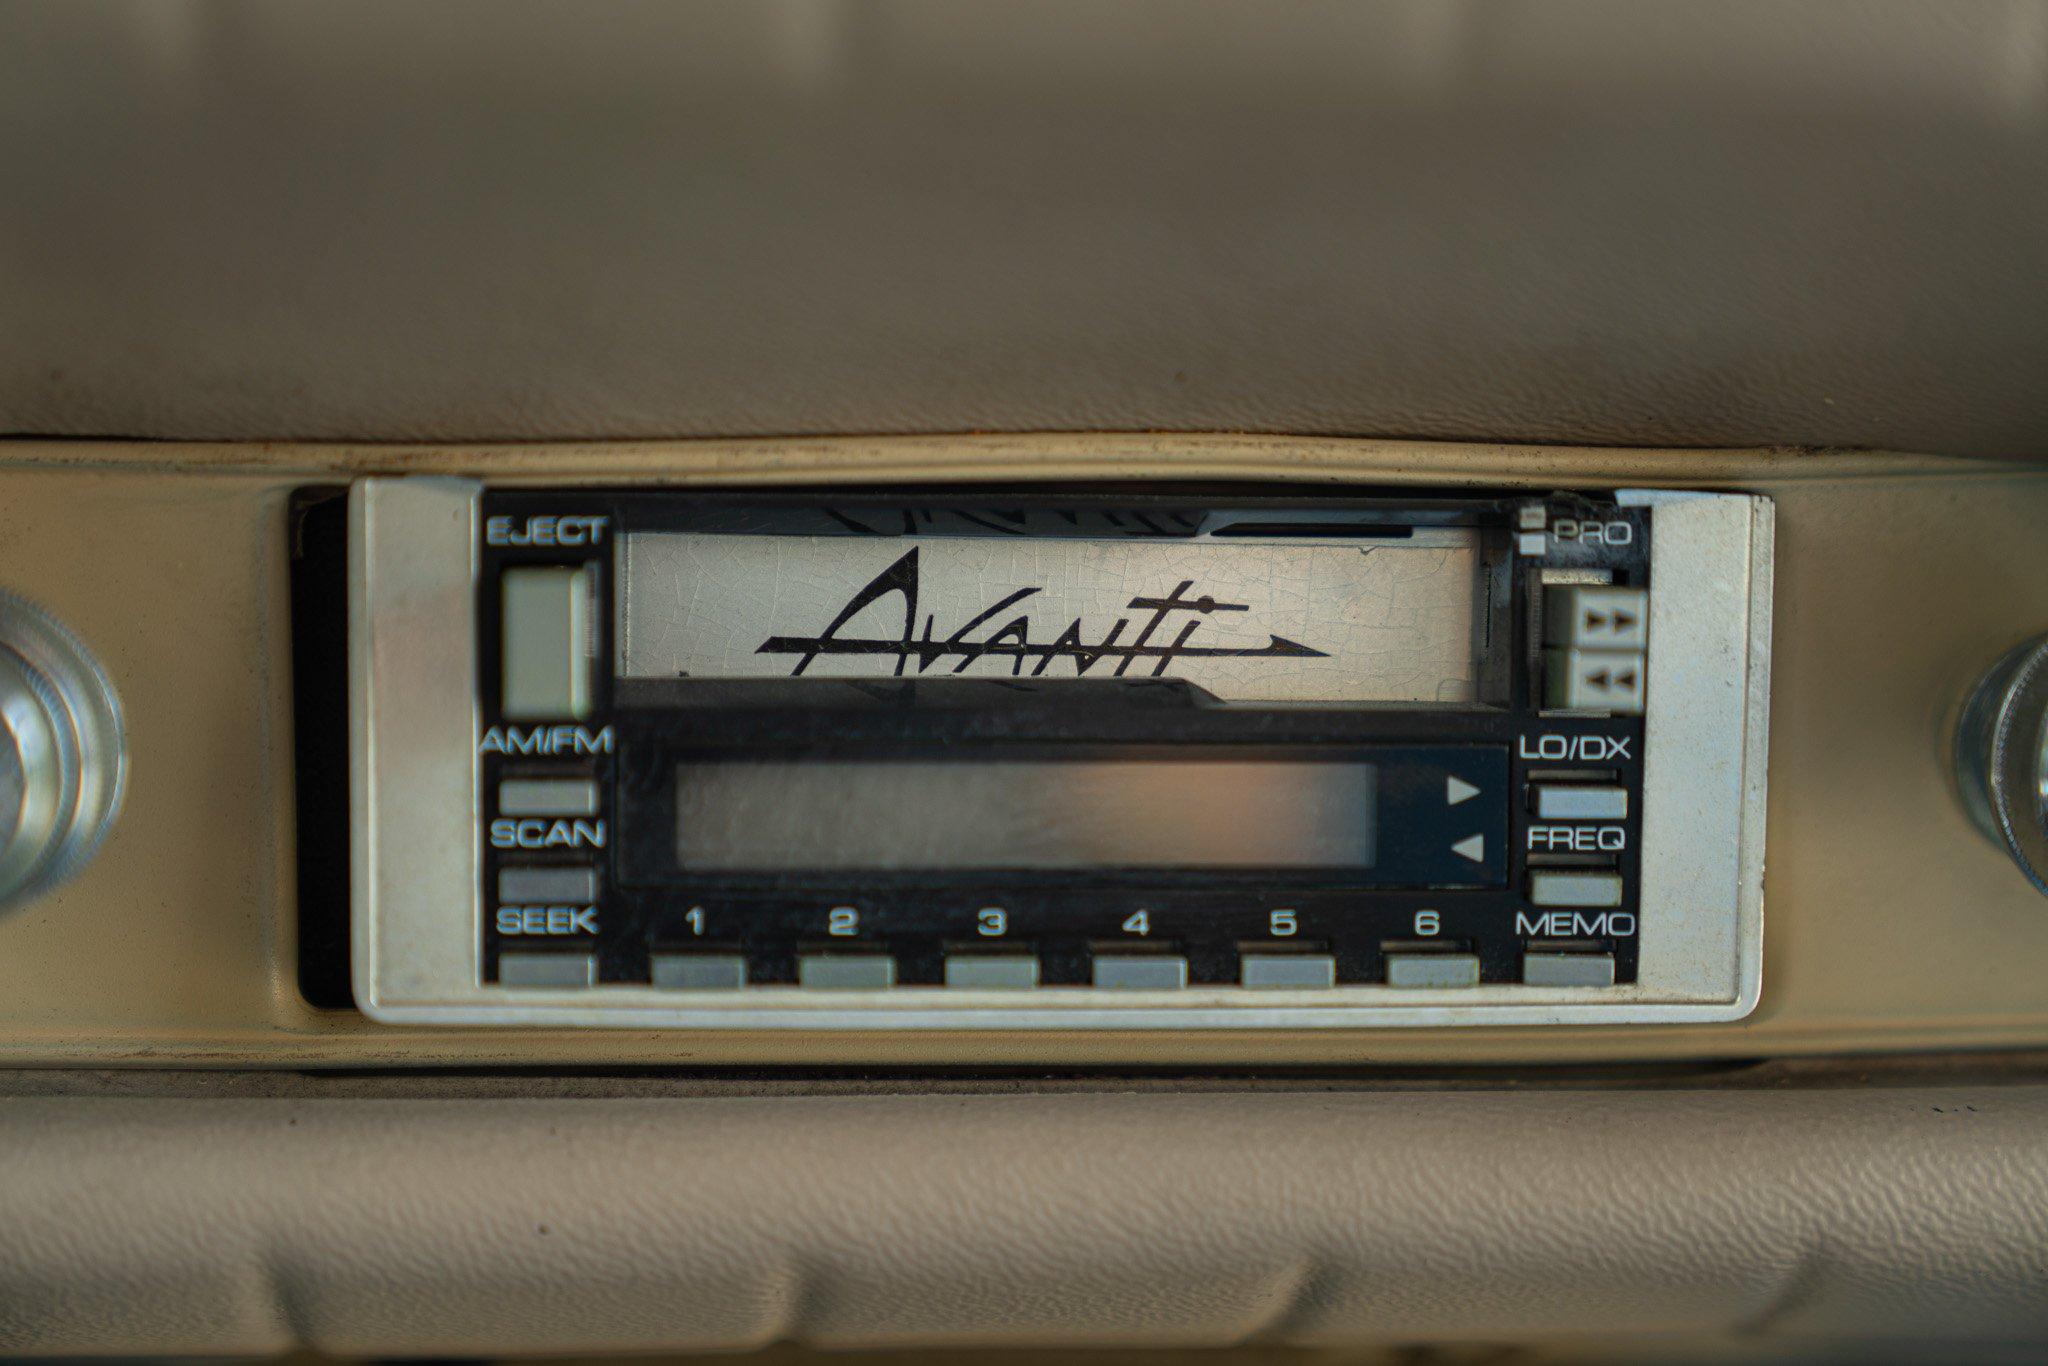 EJECT
Avanti
PRO
AM/FM
LO/DX
SCAN
FREQ
SEEK
1 2 3 4 5 6
MEMO